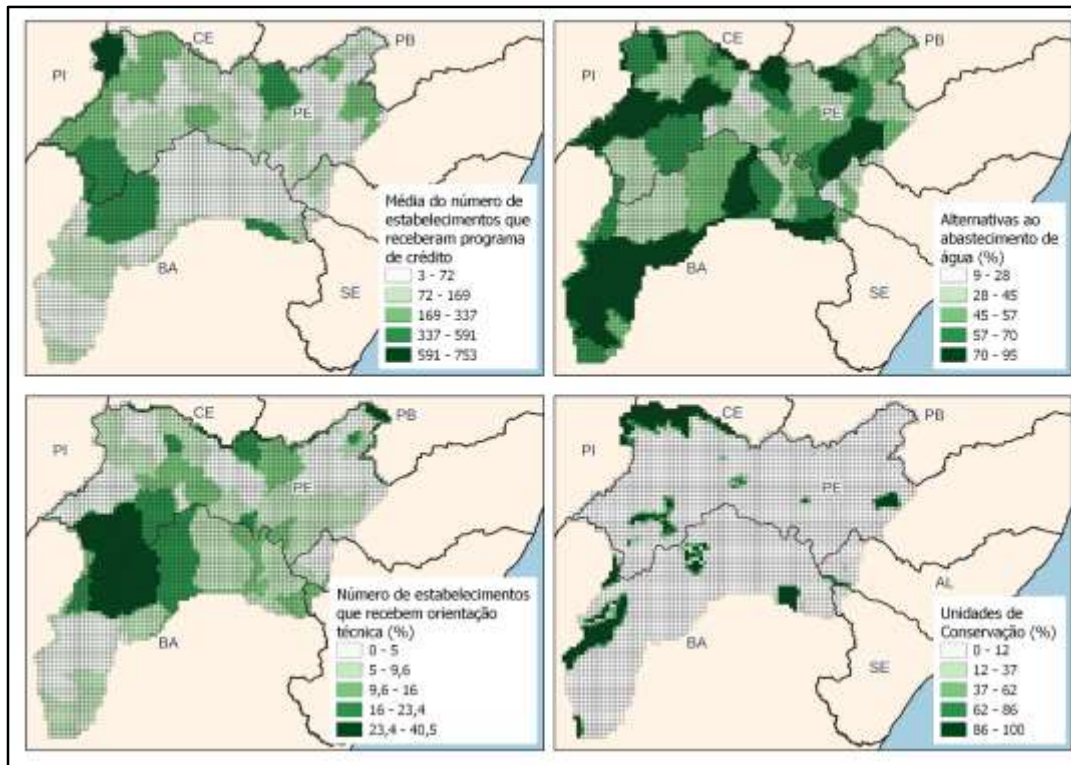 CE
PB
PI
PE
BA
SE
Média do número de
estabelecimentos que
receberam programa
de crédito
3 - 72
72 - 169
169 - 337
337 - 591
591 - 753
CE
PB
PI
PE
BA
SE
Alternativas ao
abastecimento de
água (%)
9 - 28
28 - 45
45 - 57
57 - 70
70 - 95
CE
PB
PI
PE
BA
Número de estabelecimentos
que recebem orientação
técnica (%)
0 - 5
5 - 9,6
9,6 - 16
16 - 23,4
23,4 - 40,5
CE
PB
PI
PE
AL
BA
SE
Unidades de
Conservação (%)
0 - 12
12 - 37
37 - 62
62 - 86
86 - 100